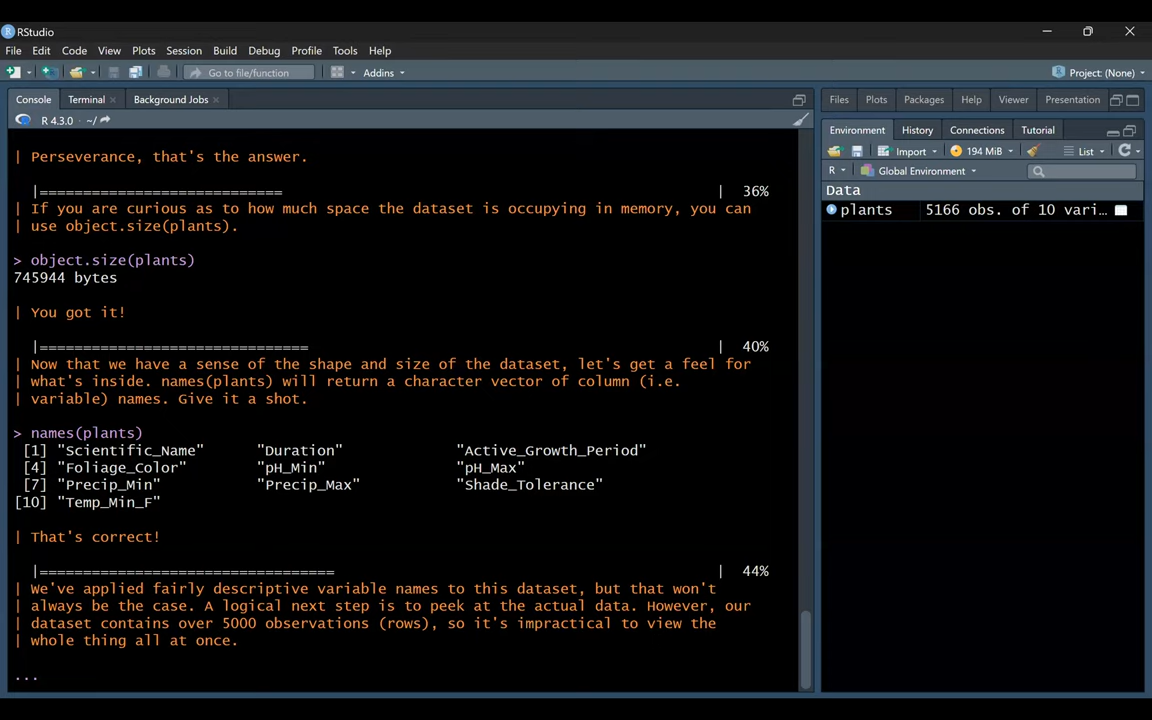 RStudio
File Edit Code View Plots Session Build Debug Profile Tools Help
Go to file/function Addins Project: (None)
Console Terminal Background Jobs
R 4.3.0 · ~/
| Perseverance, that's the answer.
|============================ | 36%
| If you are curious as to how much space the dataset is occupying in memory, you can
| use object.size(plants).
> object.size(plants)
745944 bytes
| You got it!
|=============================== | 40%
| Now that we have a sense of the shape and size of the dataset, let's get a feel for
| what's inside. names(plants) will return a character vector of column (i.e.
| variable) names. Give it a shot.
> names(plants)
[1] "Scientific_Name" "Duration" "Active_Growth_Period"
[4] "Foliage_Color" "pH_Min" "pH_Max"
[7] "Precip_Min" "Precip_Max" "Shade_Tolerance"
[10] "Temp_Min_F"
| That's correct!
|================================== | 44%
| We've applied fairly descriptive variable names to this dataset, but that won't
| always be the case. A logical next step is to peek at the actual data. However, our
| dataset contains over 5000 observations (rows), so it's impractical to view the
| whole thing all at once.
...
Files Plots Packages Help Viewer Presentation
Environment History Connections Tutorial
Import 194 MiB List
R Global Environment
Data
plants 5166 obs. of 10 vari…